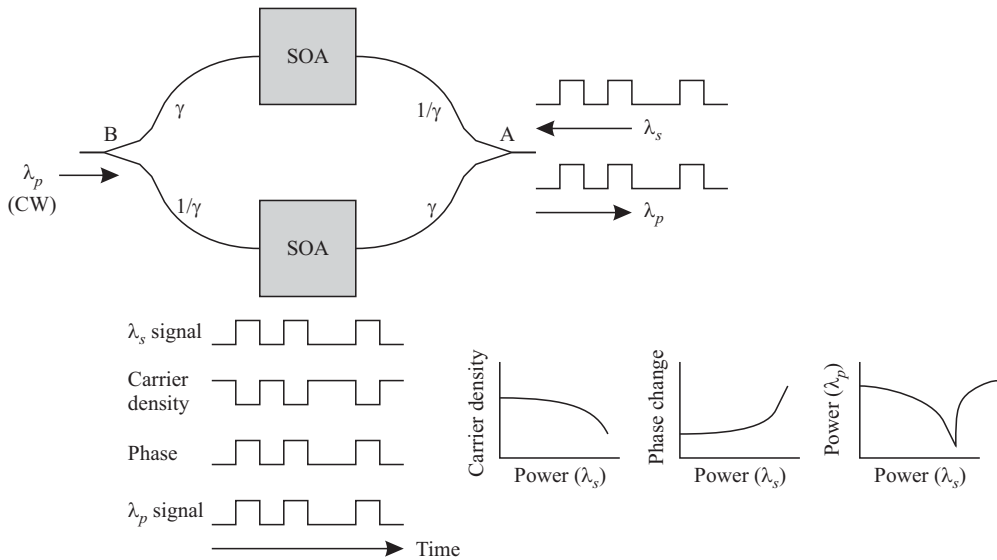 SOA
γ
1/γ
B
A
λs
λp
(CW)
1/γ
γ
λp
SOA
λs signal
Carrier
density
Phase
λp signal
Time
Carrier density
Power (λs)
Phase change
Power (λs)
Power (λp)
Power (λs)